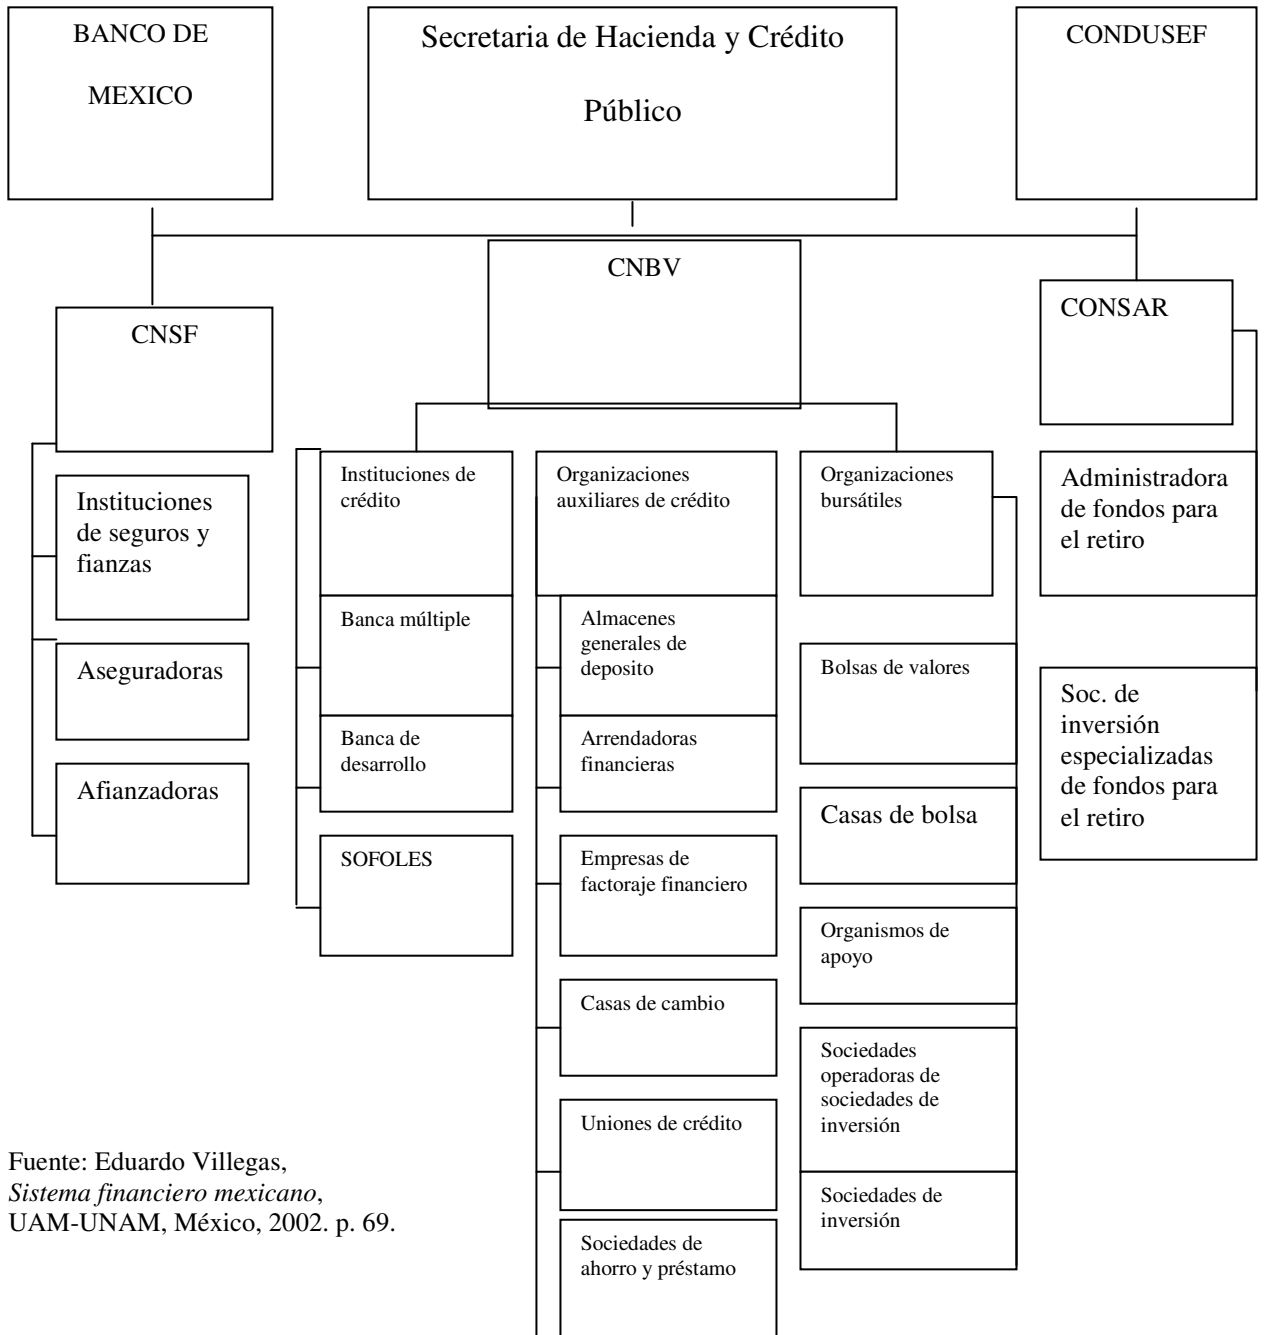 BANCO DE
MEXICO
Secretaria de Hacienda y Crédito
Público
CONDUSEF
CNBV
CNSF
CONSAR
Instituciones
de seguros y
fianzas
Aseguradoras
Afianzadoras
Instituciones de
crédito
Banca múltiple
Banca de
desarrollo
SOFOLES
Organizaciones
auxiliares de crédito
Almacenes
generales de
deposito
Arrendadoras
financieras
Empresas de
factoraje financiero
Casas de cambio
Uniones de crédito
Sociedades de
ahorro y préstamo
Organizaciones
bursátiles
Bolsas de valores
Casas de bolsa
Organismos de
apoyo
Sociedades
operadoras de
sociedades de
inversión
Sociedades de
inversión
Administradora
de fondos para
el retiro
Soc. de
inversión
especializadas
de fondos para
el retiro
Fuente: Eduardo Villegas,
Sistema financiero mexicano,
UAM-UNAM, México, 2002. p. 69.